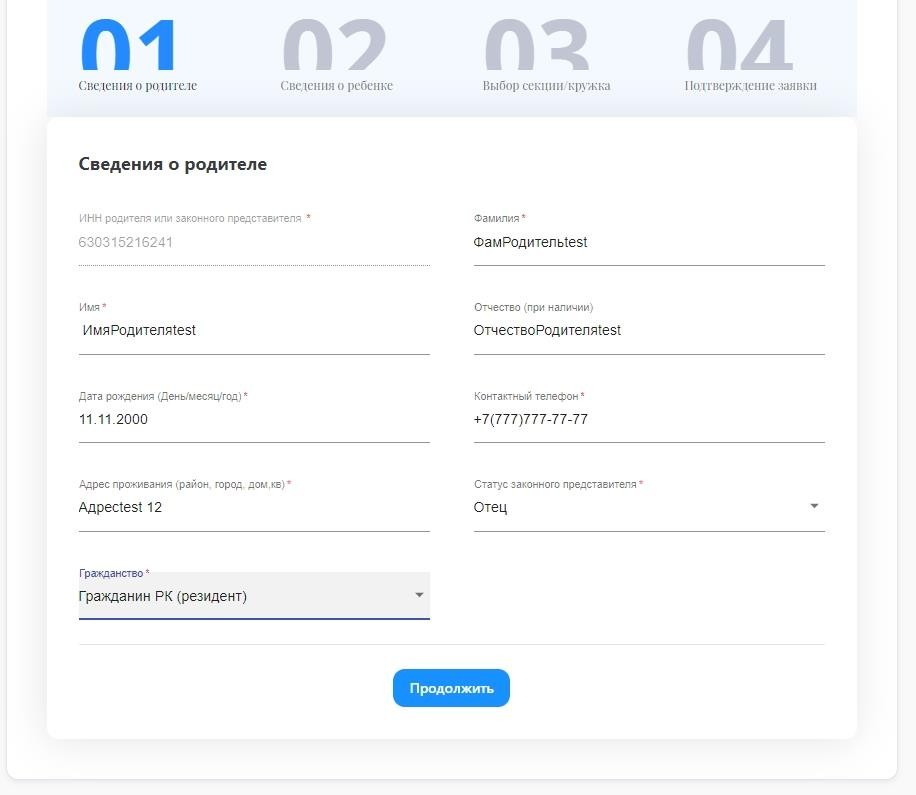 01 02 03 04
Сведения о родителе Сведения о ребенке Выбор секции/кружка Подтверждение заявки
Сведения о родителе
ИНН родителя или законного представителя * Фамилия *
630315216241 ФамРодительtest
Имя * Отчество (при наличии)
ИмяРодителяtest ОтчествоРодителяtest
Дата рождения (День/месяц/год) * Контактный телефон *
11.11.2000 +7(777)777-77-77
Адрес проживания (район, город, дом,кв) * Статус законного представителя *
Адресtest 12 Отец
Гражданство *
Гражданин РК (резидент)
Продолжить